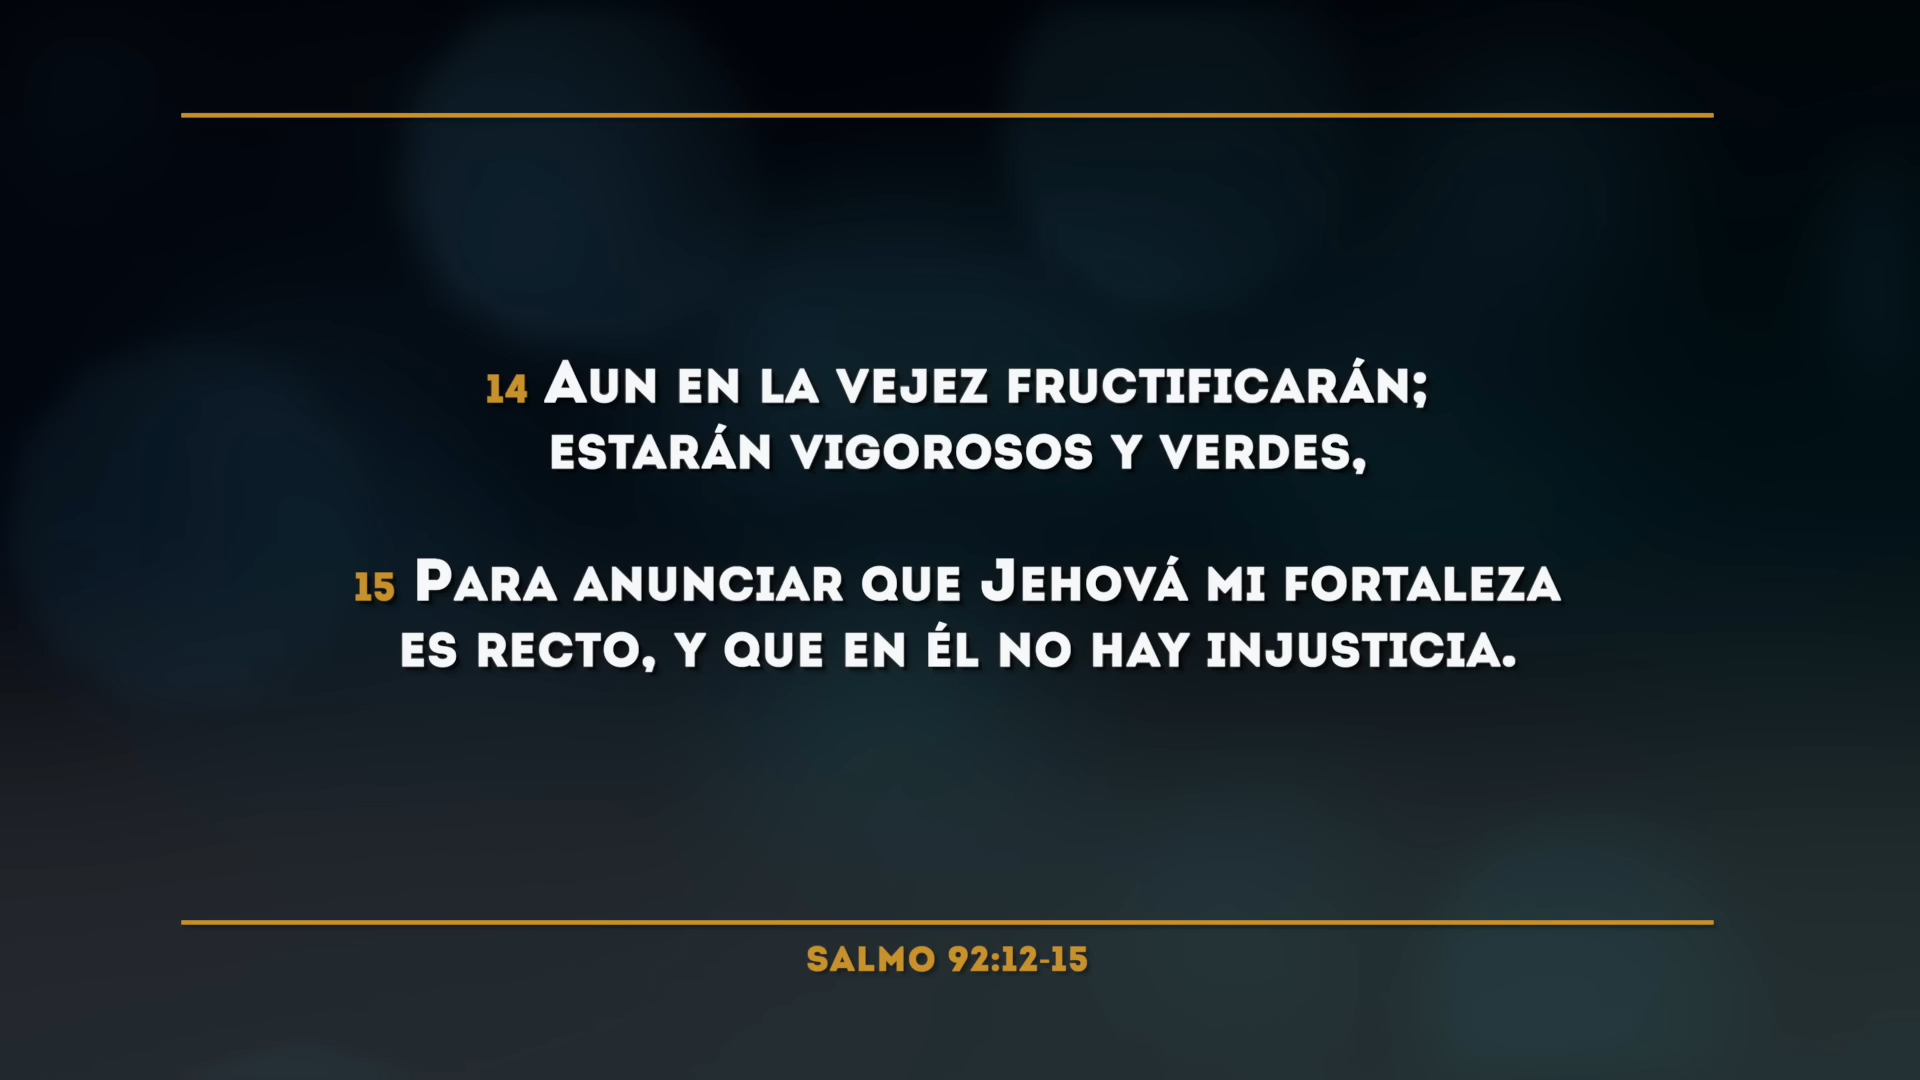 14 Aun en la vejez fructificarán;
estarán vigorosos y verdes,
15 Para anunciar que Jehová mi fortaleza
es recto, y que en él no hay injusticia.
SALMO 92:12-15